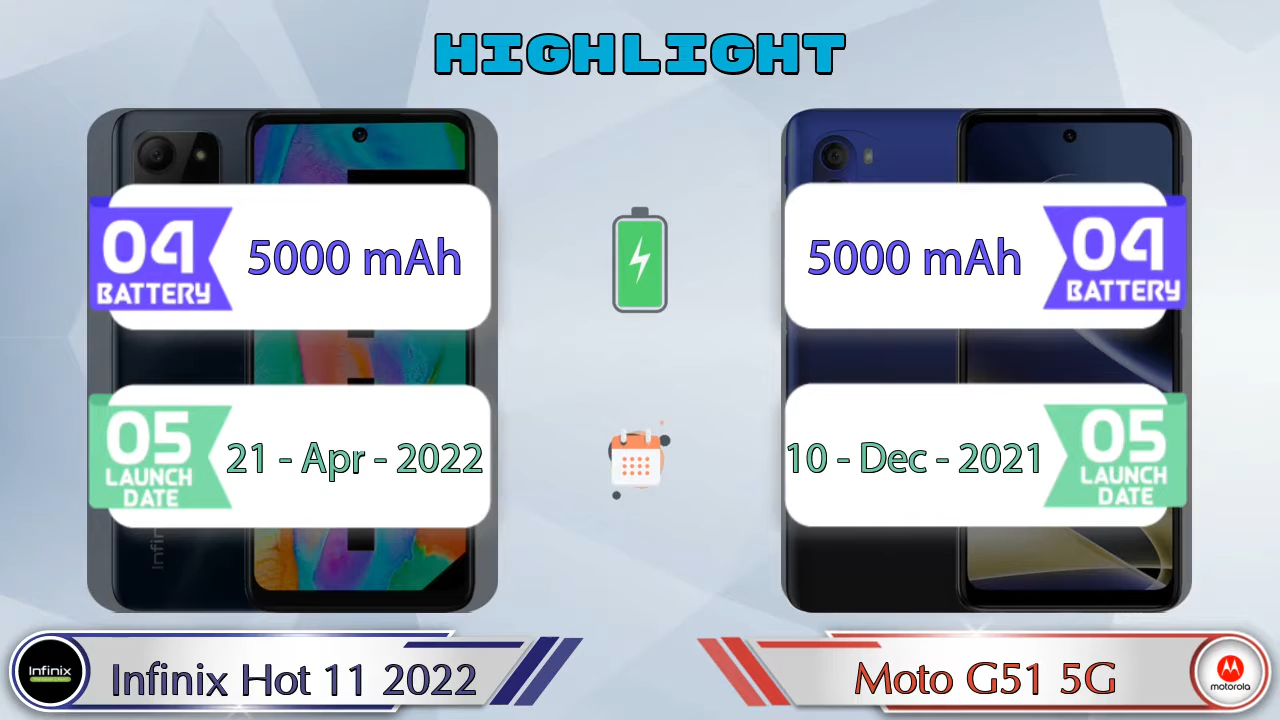 HIGHLIGHT
04
BATTERY
5000 mAh
5000 mAh
04
BATTERY
05
LAUNCH
DATE
21 - Apr - 2022
10 - Dec - 2021
05
LAUNCH
DATE
Infinix
Infinix
Infinix Hot 11 2022
Moto G51 5G
motorola